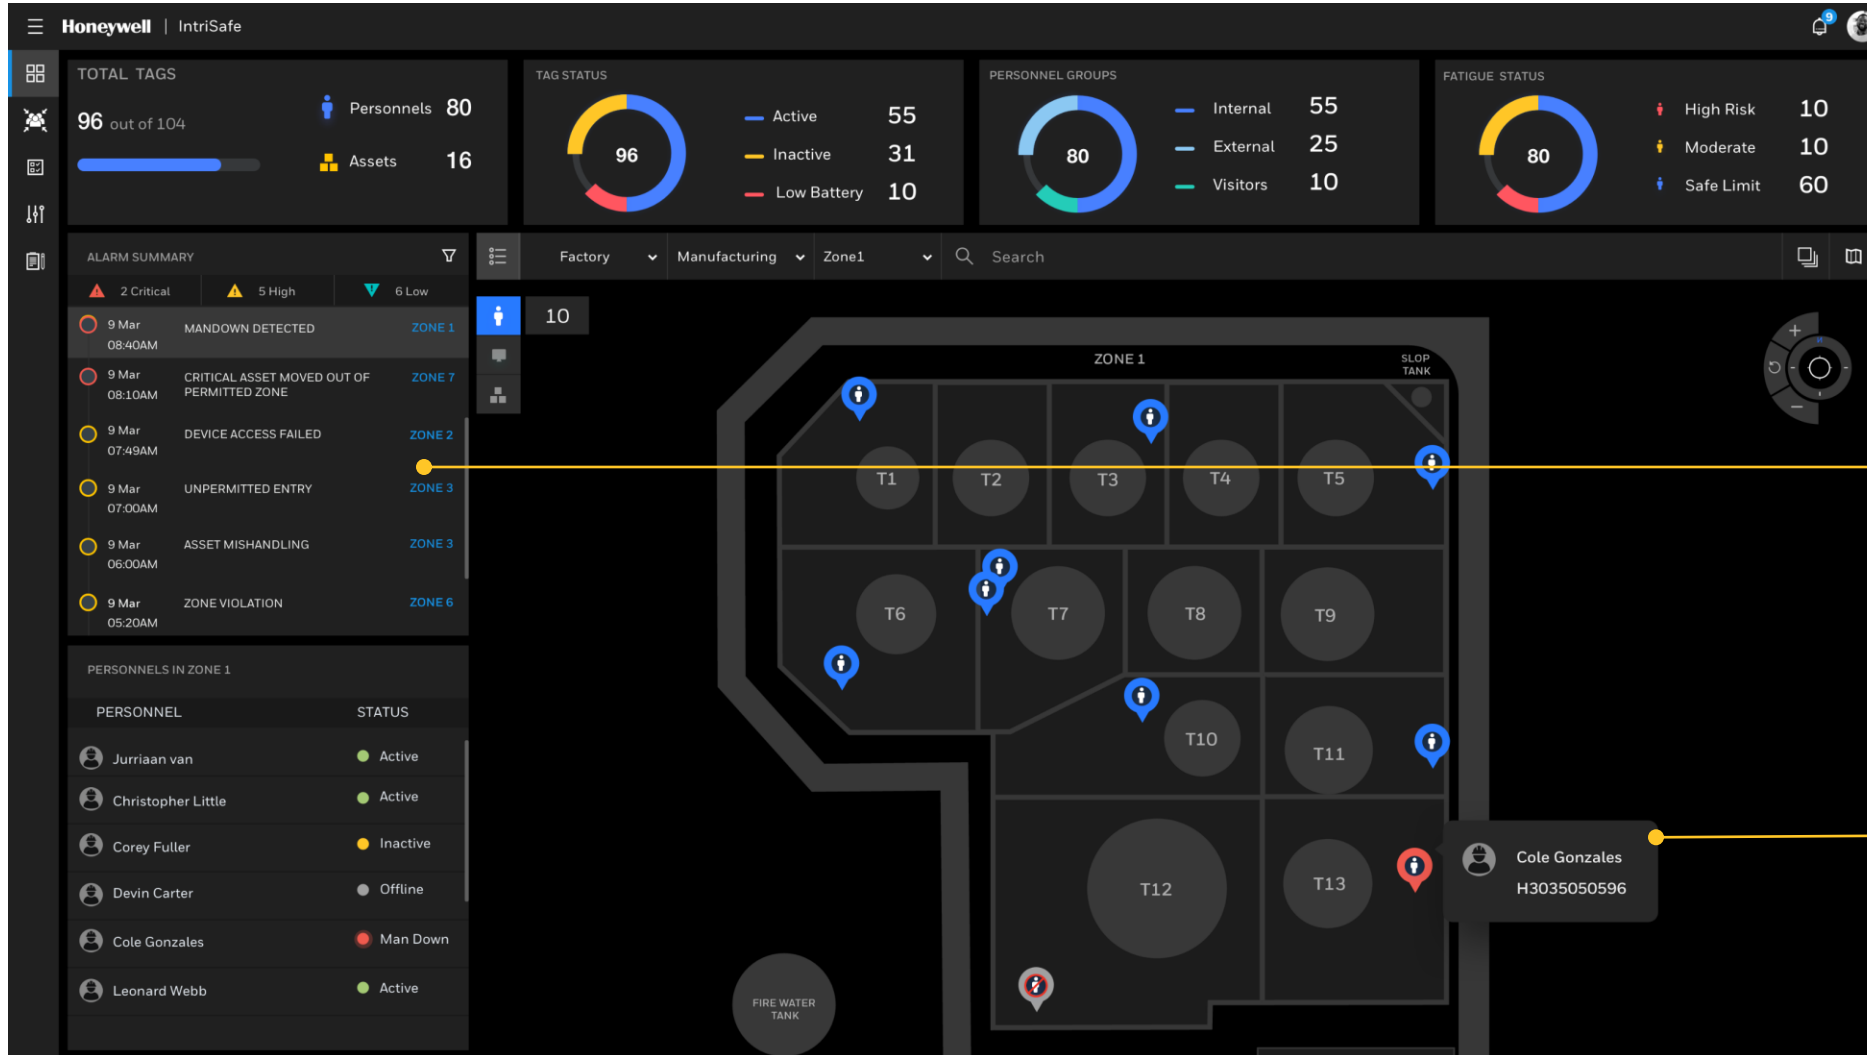 Honeywell | IntriSafe
9
TOTAL TAGS
96 out of 104
Personnels 80
Assets 16
TAG STATUS
96
Active 55
Inactive 31
Low Battery 10
PERSONNEL GROUPS
80
Internal 55
External 25
Visitors 10
FATIGUE STATUS
80
High Risk 10
Moderate 10
Safe Limit 60
ALARM SUMMARY
2 Critical 5 High 6 Low
9 Mar MANDOWN DETECTED ZONE 1
08:40AM
9 Mar CRITICAL ASSET MOVED OUT OF ZONE 7
08:10AM PERMITTED ZONE
9 Mar DEVICE ACCESS FAILED ZONE 2
07:49AM
9 Mar UNPERMITTED ENTRY ZONE 3
07:00AM
9 Mar ASSET MISHANDLING ZONE 3
06:00AM
9 Mar ZONE VIOLATION ZONE 6
05:20AM
PERSONNELS IN ZONE 1
PERSONNEL STATUS
Jurriaan van Active
Christopher Little Active
Corey Fuller Inactive
Devin Carter Offline
Cole Gonzales Man Down
Leonard Webb Active
Factory Manufacturing Zone1 Search
10
ZONE 1
SLOP
TANK
T1 T2 T3 T4 T5
T6 T7 T8 T9
T10 T11
T12 T13
Cole Gonzales
H3035050596
FIRE WATER
TANK